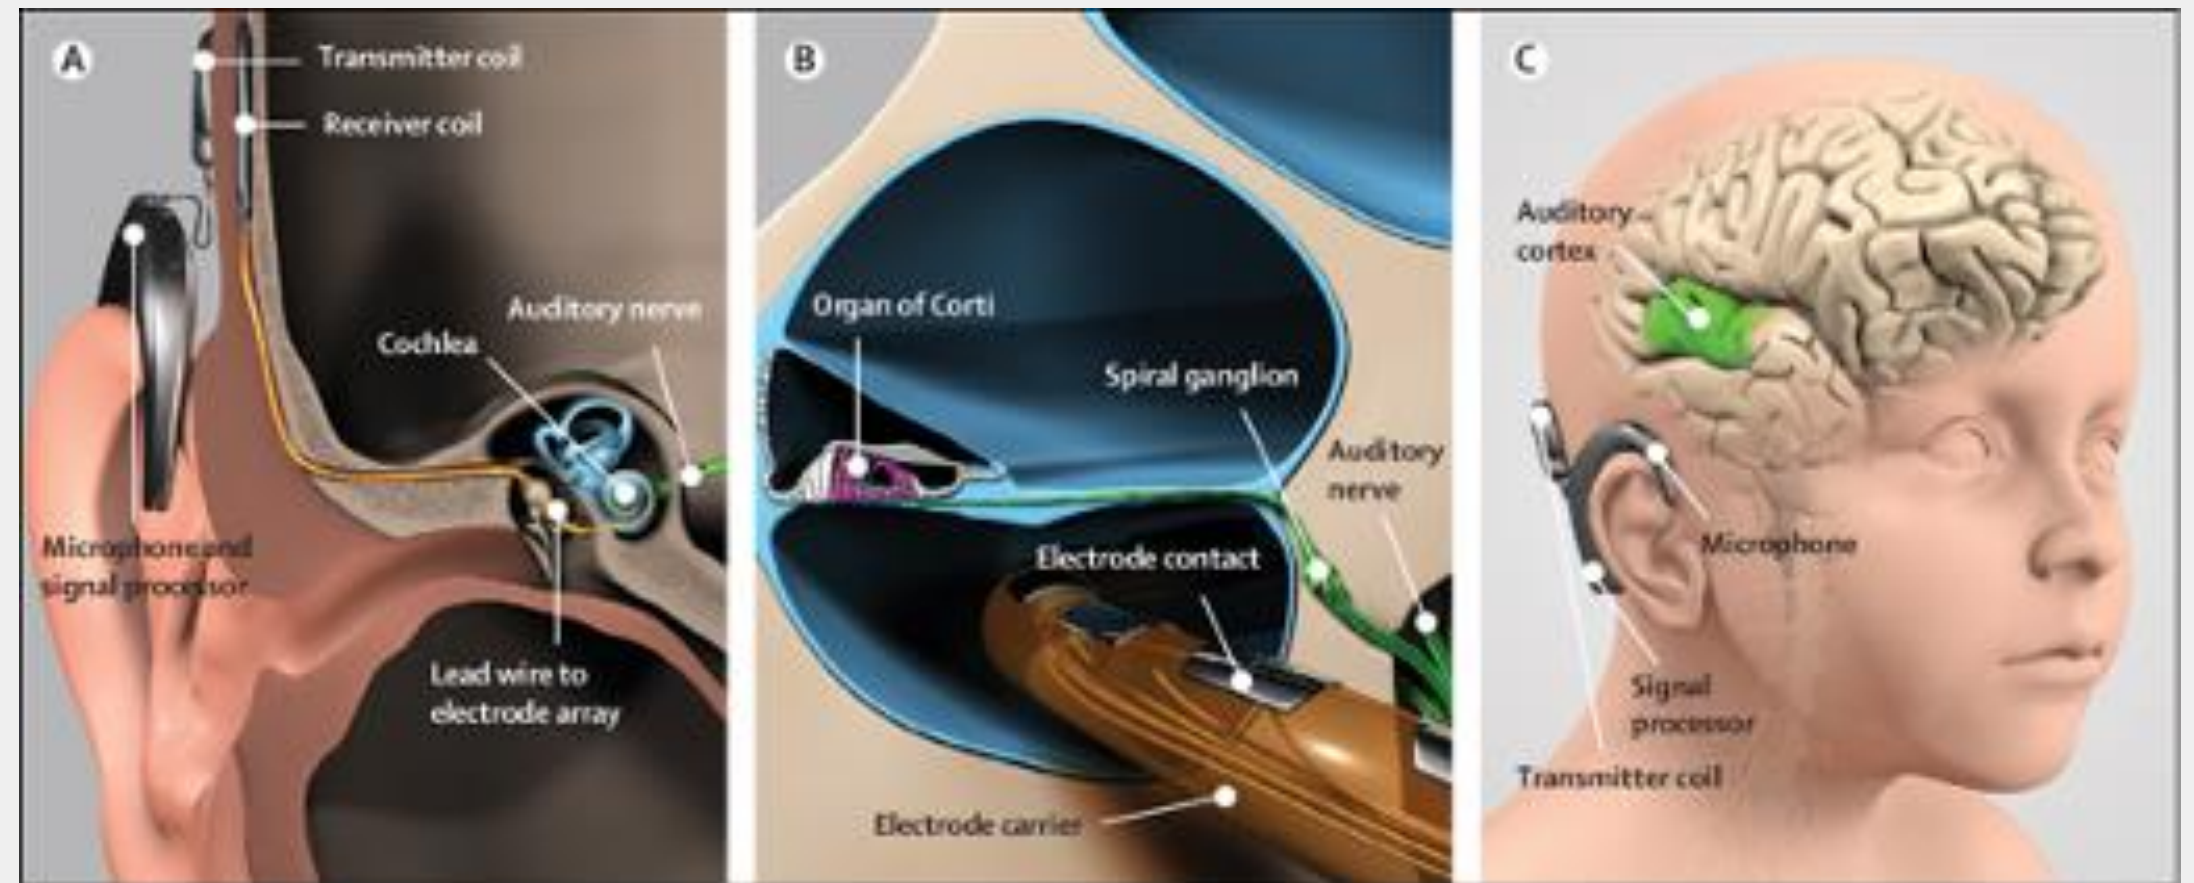 A
Transmitter coil
Receiver coil
Auditory nerve
Cochlea
Microphone and
signal processor
Lead wire to
electrode array
B
Organ of Corti
Spiral ganglion
Auditory
nerve
Electrode contact
Electrode carrier
C
Auditory
cortex
Microphone
Signal
processor
Transmitter coil